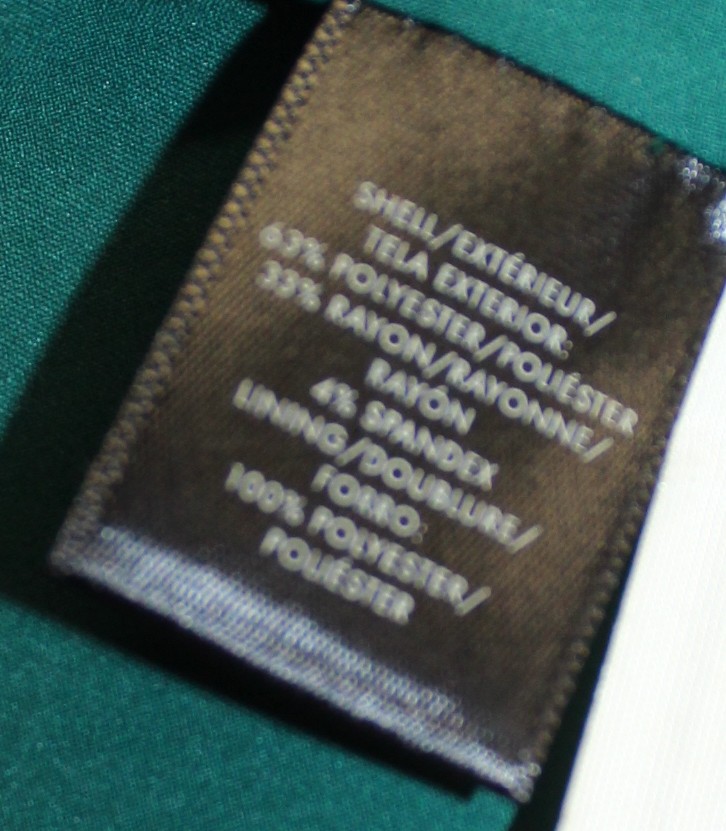 SHELL/EXTÉRIEUR/
TELA EXTERIOR:
63% POLYESTER/POLIÉSTER
33% RAYON/RAYONNE/
RAYÓN
4% SPANDEX
LINING/DOUBLURE/
FORRO:
100% POLYESTER/
POLIÉSTER